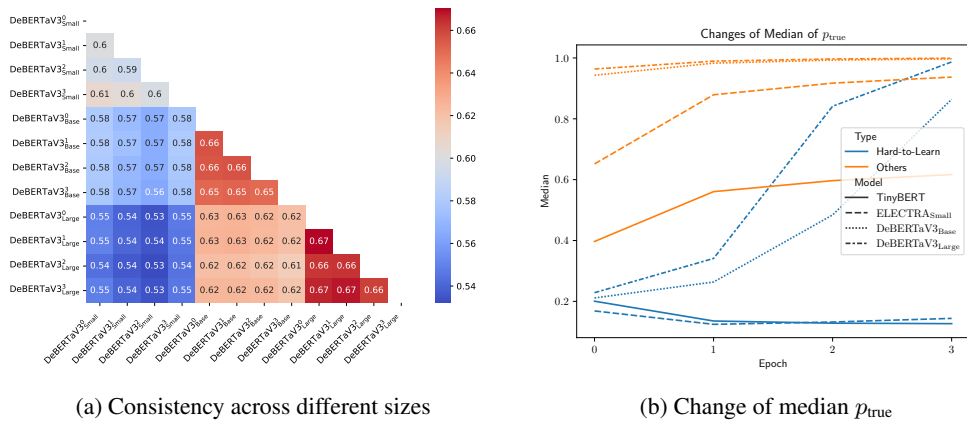 DeBERTaV3⁰Small
DeBERTaV3¹Small 0.6
DeBERTaV3²Small 0.6 0.59
DeBERTaV3³Small 0.61 0.6 0.6
DeBERTaV3⁰Base 0.58 0.57 0.57 0.58
DeBERTaV3¹Base 0.58 0.57 0.57 0.58 0.66
DeBERTaV3²Base 0.58 0.57 0.57 0.58 0.66 0.66
DeBERTaV3³Base 0.58 0.57 0.56 0.58 0.65 0.65 0.65
DeBERTaV3⁰Large 0.55 0.54 0.53 0.55 0.63 0.63 0.62 0.62
DeBERTaV3¹Large 0.55 0.54 0.54 0.55 0.63 0.63 0.62 0.62 0.67
DeBERTaV3²Large 0.54 0.54 0.53 0.54 0.62 0.62 0.62 0.61 0.66 0.66
DeBERTaV3³Large 0.55 0.54 0.53 0.55 0.62 0.62 0.62 0.62 0.67 0.67 0.66
DeBERTaV3⁰Small
DeBERTaV3¹Small
DeBERTaV3²Small
DeBERTaV3³Small
DeBERTaV3⁰Base
DeBERTaV3¹Base
DeBERTaV3²Base
DeBERTaV3³Base
DeBERTaV3⁰Large
DeBERTaV3¹Large
DeBERTaV3²Large
DeBERTaV3³Large
0.66
0.64
0.62
0.60
0.58
0.56
0.54
(a) Consistency across different sizes
Changes of Median of pₜᵣᵤₑ
1.0
0.8
0.6
0.4
0.2
Median
0 1 2 3
Epoch
Type
Hard-to-Learn
Others
Model
TinyBERT
ELECTRASmall
DeBERTaV3Base
DeBERTaV3Large
(b) Change of median pₜᵣᵤₑ